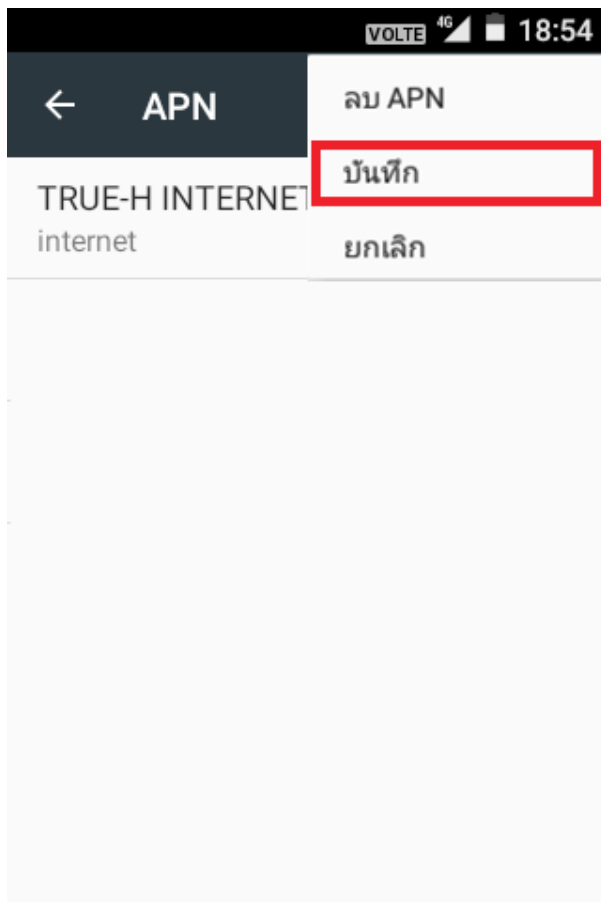 VOLTE 4G 18:54
APN
ลบ APN
บันทึก
ยกเลิก
TRUE-H INTERNET
internet